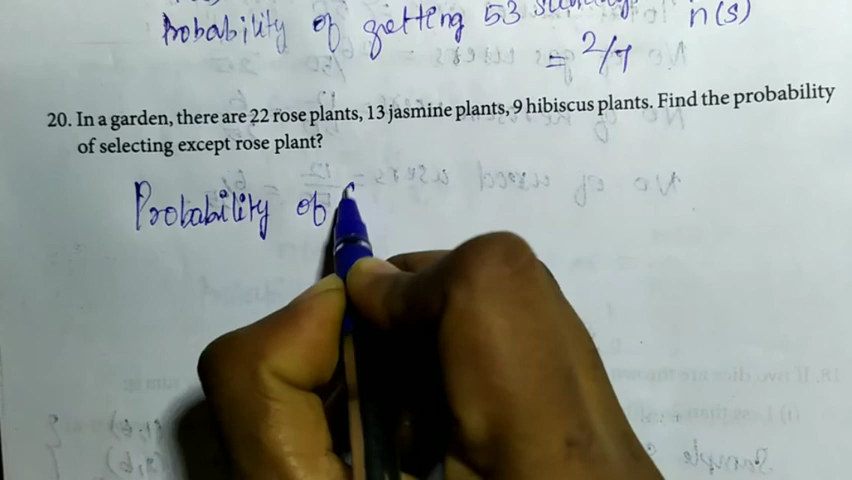 Probability of getting 53 n(s)
= 2/7
20. In a garden, there are 22 rose plants, 13 jasmine plants, 9 hibiscus plants. Find the probability
of selecting except rose plant?
Probability of